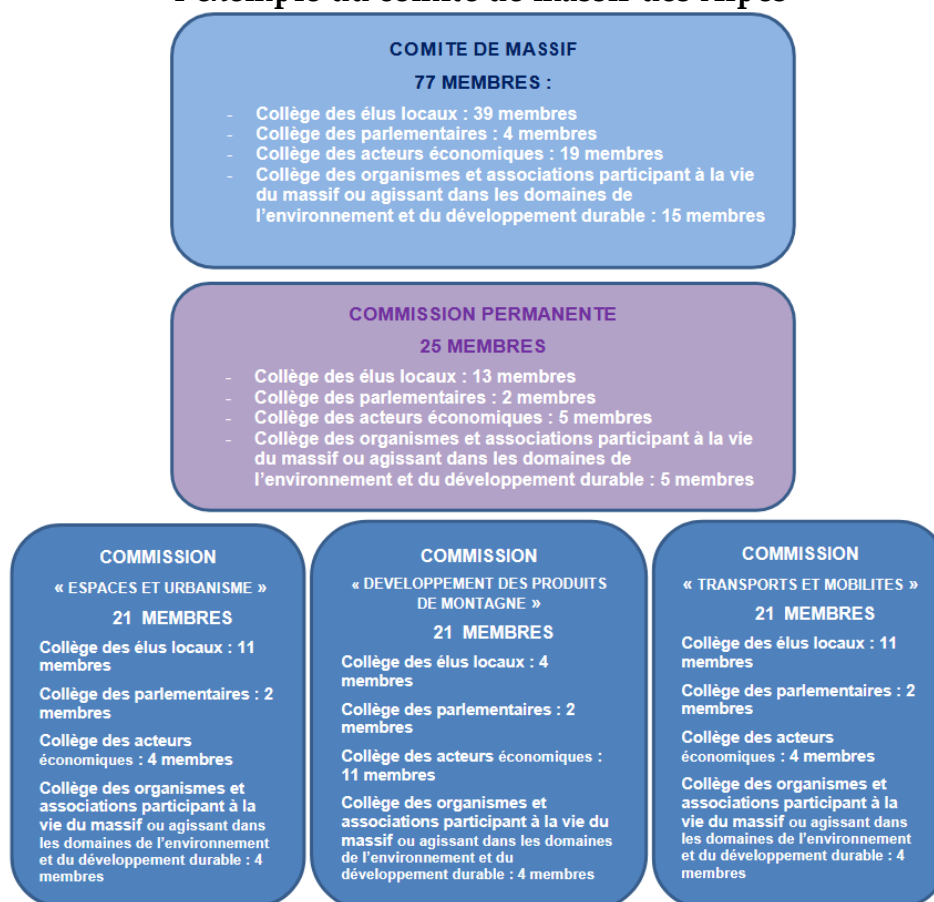 l'exemple du comité de massif des Alpes
COMITE DE MASSIF
77 MEMBRES :
- Collège des élus locaux : 39 membres
- Collège des parlementaires : 4 membres
- Collège des acteurs économiques : 19 membres
- Collège des organismes et associations participant à la vie
du massif ou agissant dans les domaines de
l'environnement et du développement durable : 15 membres
COMMISSION PERMANENTE
25 MEMBRES
- Collège des élus locaux : 13 membres
- Collège des parlementaires : 2 membres
- Collège des acteurs économiques : 5 membres
- Collège des organismes et associations participant à la vie
du massif ou agissant dans les domaines de
l'environnement et du développement durable : 5 membres
COMMISSION
« ESPACES ET URBANISME »
21 MEMBRES
Collège des élus locaux : 11
membres
Collège des parlementaires : 2
membres
Collège des acteurs
économiques : 4 membres
Collège des organismes et
associations participant à la
vie du massif ou agissant dans
les domaines de l'environnement
et du développement durable : 4
membres
COMMISSION
« DEVELOPPEMENT DES PRODUITS
DE MONTAGNE »
21 MEMBRES
Collège des élus locaux : 4
membres
Collège des parlementaires : 2
membres
Collège des acteurs économiques :
11 membres
Collège des organismes et
associations participant à la vie du
massif ou agissant dans les domaines
de l'environnement et du
développement durable : 4 membres
COMMISSION
« TRANSPORTS ET MOBILITES »
21 MEMBRES
Collège des élus locaux : 11
membres
Collège des parlementaires : 2
membres
Collège des acteurs
économiques : 4 membres
Collège des organismes et
associations participant à la
vie du massif ou agissant dans
les domaines de l'environnement
et du développement durable : 4
membres